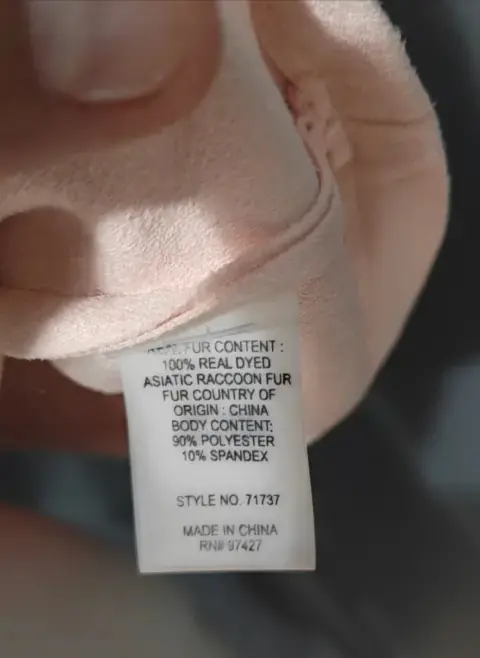 FUR CONTENT :
100% REAL DYED
ASIATIC RACCOON FUR
FUR COUNTRY OF
ORIGIN : CHINA
BODY CONTENT:
90% POLYESTER
10% SPANDEX
STYLE NO. 71737
MADE IN CHINA
RN# 97427